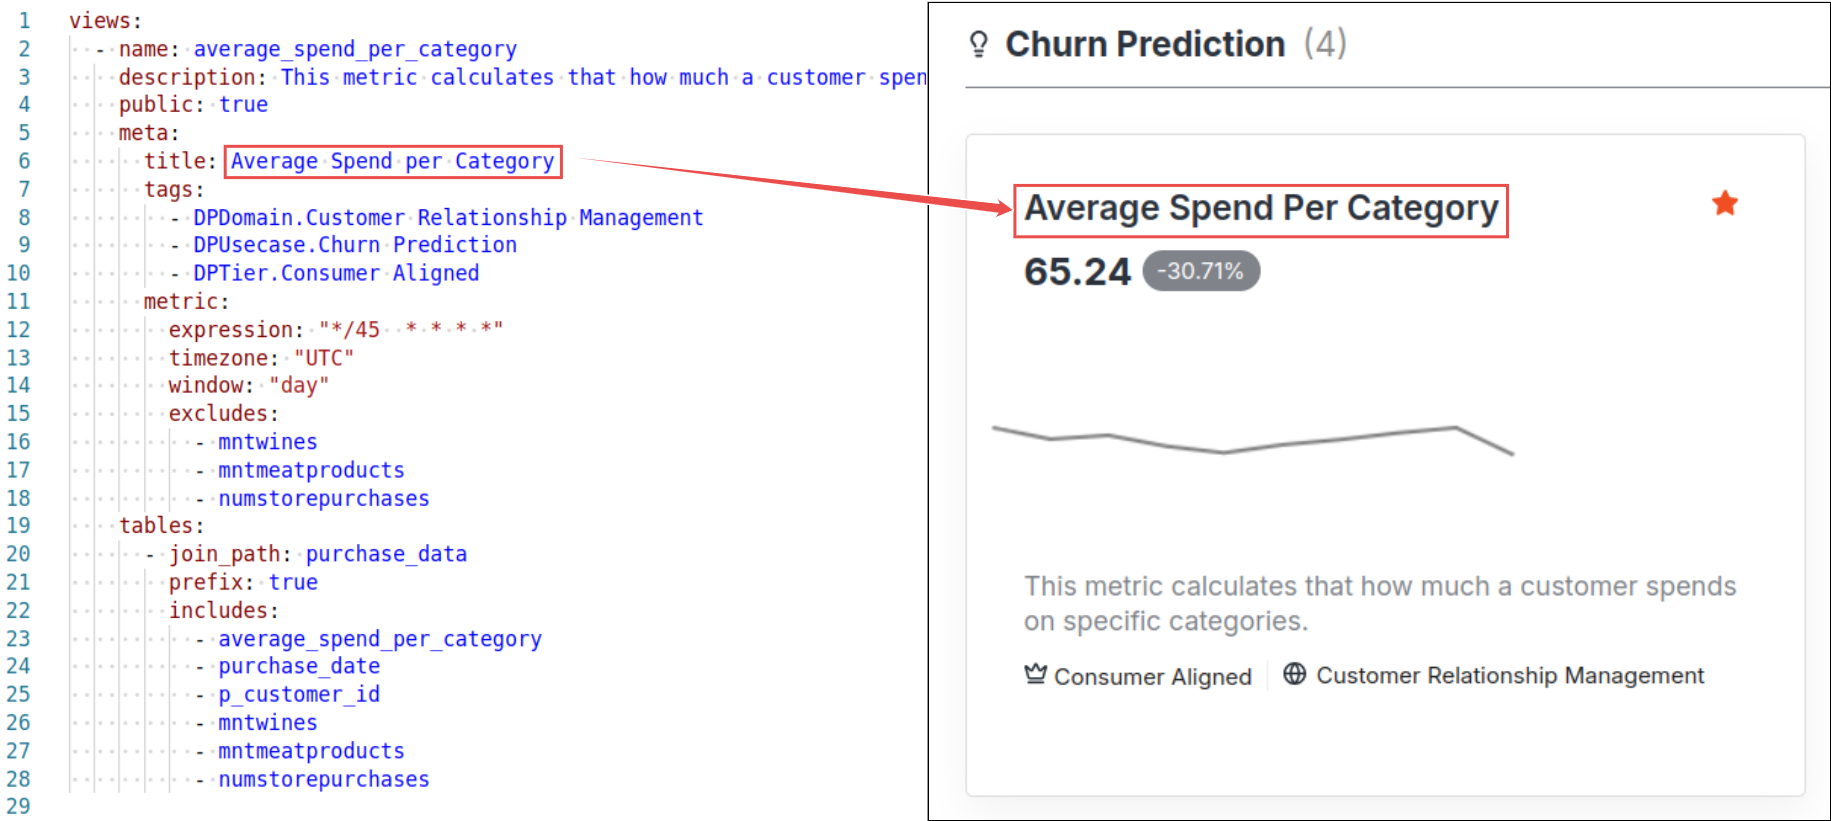 1 views:
2 - name: average_spend_per_category
3 description: This metric calculates that how much a customer spen
4 public: true
5 meta:
6 title: Average Spend per Category
7 tags:
8 - DPDomain.Customer Relationship Management
9 - DPUsecase.Churn Prediction
10 - DPTier.Consumer Aligned
11 metric:
12 expression: "*/45  * * * *"
13 timezone: "UTC"
14 window: "day"
15 excludes:
16 - mntwines
17 - mntmeatproducts
18 - numstorepurchases
19 tables:
20 - join_path: purchase_data
21 prefix: true
22 includes:
23 - average_spend_per_category
24 - purchase_date
25 - p_customer_id
26 - mntwines
27 - mntmeatproducts
28 - numstorepurchases
29
Churn Prediction (4)
Average Spend Per Category
65.24 -30.71%
This metric calculates that how much a customer spends
on specific categories.
Consumer Aligned Customer Relationship Management